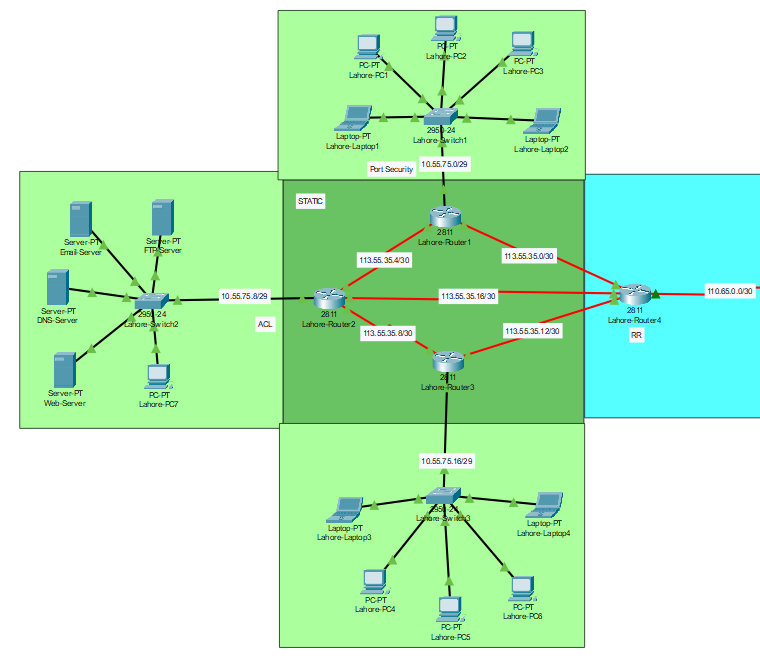 PC-PT
Lahore-PC1
PC-PT
Lahore-PC2
PC-PT
Lahore-PC3
Laptop-PT
Lahore-Laptop1
2950-24
Lahore-Switch1
Laptop-PT
Lahore-Laptop2
Port Security
10.55.75.0/29
STATIC
2811
Lahore-Router1
113.55.35.4/30
113.55.35.0/30
Server-PT
Email-Server
Server-PT
FTP-Server
Server-PT
DNS-Server
2950-24
Lahore-Switch2
10.55.75.8/29
ACL
2811
Lahore-Router2
113.55.35.16/30
2811
Lahore-Router4
RR
110.65.0.0/30
113.55.35.8/30
113.55.35.12/30
Server-PT
Web-Server
PC-PT
Lahore-PC7
2811
Lahore-Router3
10.55.75.16/29
2950-24
Lahore-Switch3
Laptop-PT
Lahore-Laptop3
Laptop-PT
Lahore-Laptop4
PC-PT
Lahore-PC4
PC-PT
Lahore-PC5
PC-PT
Lahore-PC6